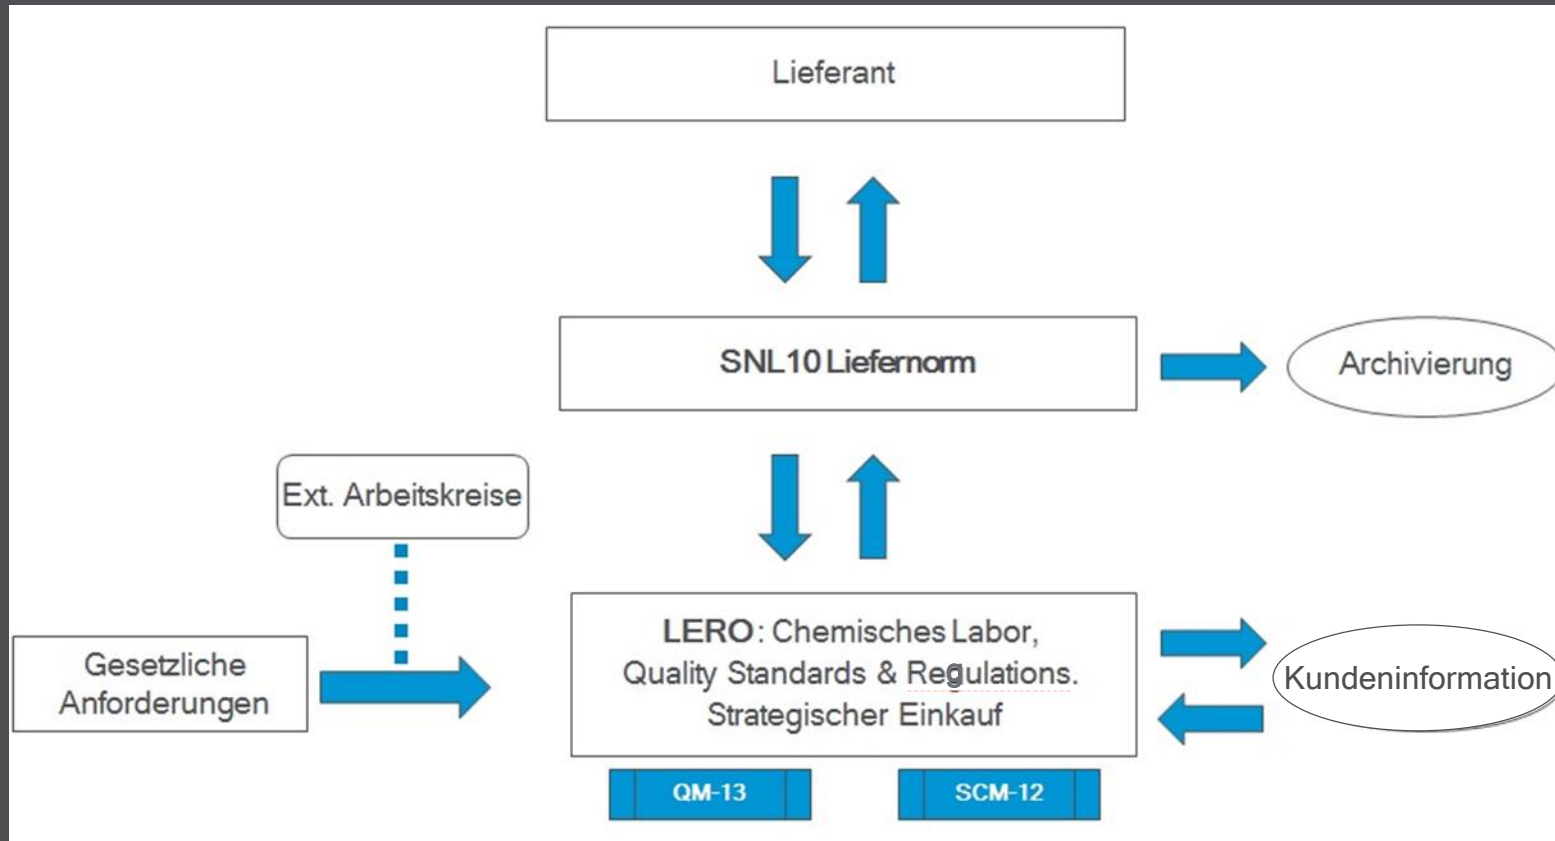 Lieferant
SNL10 Liefernorm
Archivierung
Ext. Arbeitskreise
Gesetzliche
Anforderungen
LERO: Chemisches Labor,
Quality Standards & Regulations.
Strategischer Einkauf
Kundeninformation
QM-13
SCM-12